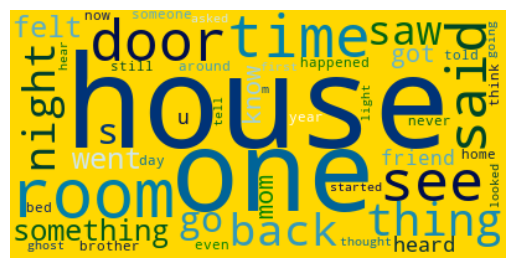 now
someone
asked
felt
door
time
saw
got
told
going
hear
still
around
happened
think
night
house
said
know
first
m
s
u
tell
light
year
never
went
day
friend
home
room
one
see
looked
bed
mom
started
something
go
back
thing
ghost
brother
even
thought
heard